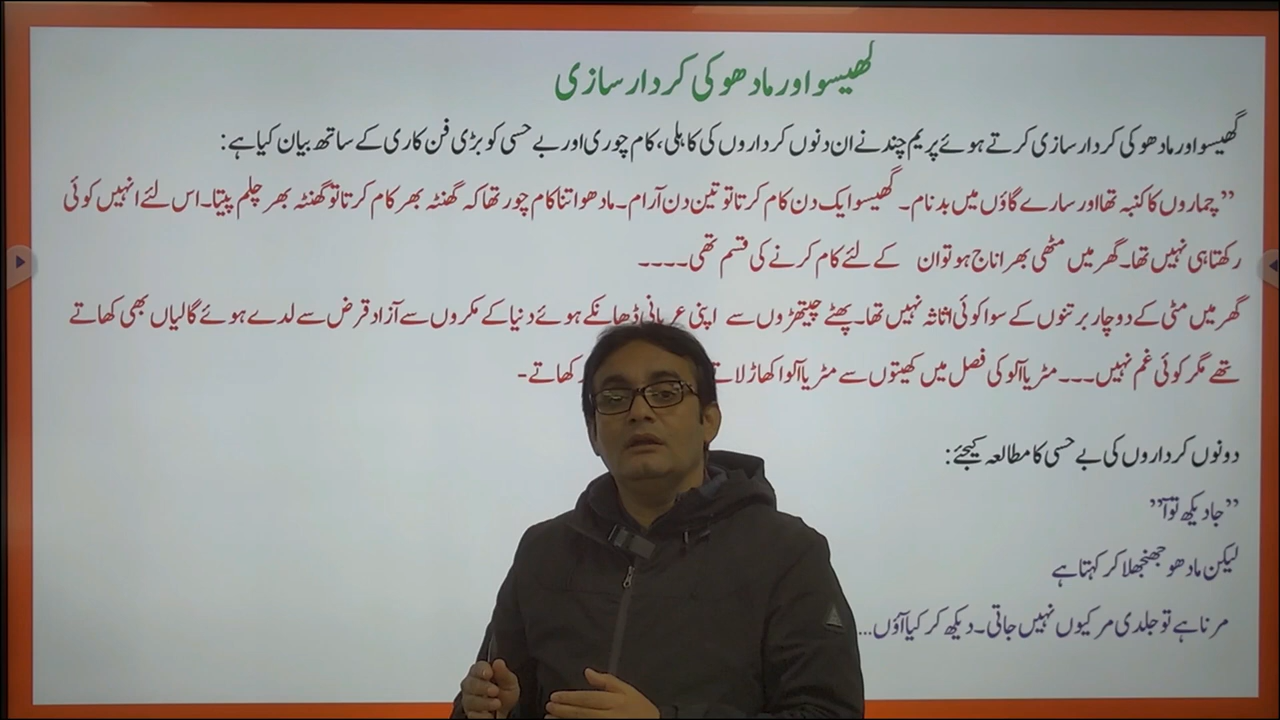 گھیسو اور مادھو کی کردار سازی
گھیسو اور مادھو کی کردار سازی کرتے ہوئے پریم چند نے ان دنوں کرداروں کی کاہلی، کام چوری اور بے حسی کو بڑی فن کاری کے ساتھ بیان کیا ہے:
”چماروں کا کنبہ تھا اور سارے گاؤں میں بدنام۔ گھیسو ایک دن کام کرتا تو تین دن آرام۔ مادھو اتنا کام چور تھا کہ گھنٹہ بھر کام کرتا تو گھنٹہ بھر چلم پیتا۔ اس لئے انہیں کوئی
رکھتا ہی نہیں تھا۔ گھر میں مٹھی بھر اناج ہو تو ان کے لئے کام کرنے کی قسم تھی۔۔۔۔
گھر میں مٹی کے دو چار برتنوں کے سوا کوئی اثاثہ نہیں تھا۔ پھٹے چیتھڑوں سے اپنی عریانی ڈھانکے ہوئے دنیا کے مکروں سے آزاد قرض سے لدے ہوئے گالیاں بھی کھاتے
تھے مگر کوئی غم نہیں۔۔۔ مٹر یا آلو کی فصل میں کھیتوں سے مٹر یا آلو اکھاڑ لاتے کھاتے-
دونوں کرداروں کی بے حسی کا مطالعہ کیجئے:
”جا دیکھ تو آ”
لیکن مادھو جھنجھلا کر کہتا ہے
مرنا ہے تو جلدی مر کیوں نہیں جاتی۔ دیکھ کر کیا آؤں...